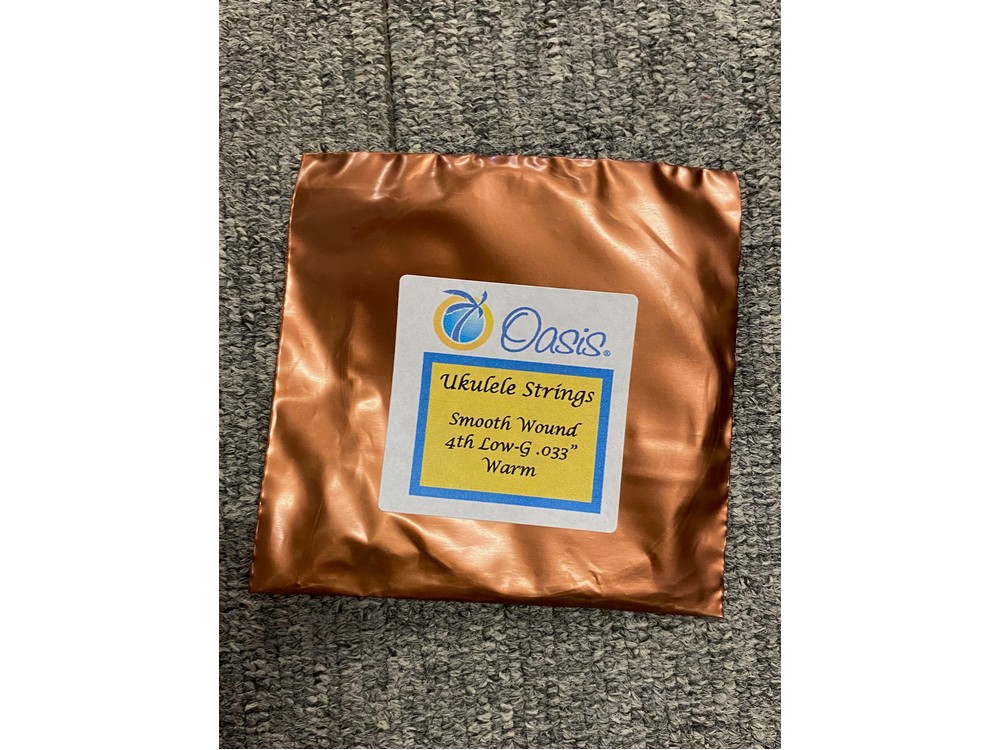 Oasis®
Ukulele Strings
Smooth Wound
4th Low-G .033”
Warm